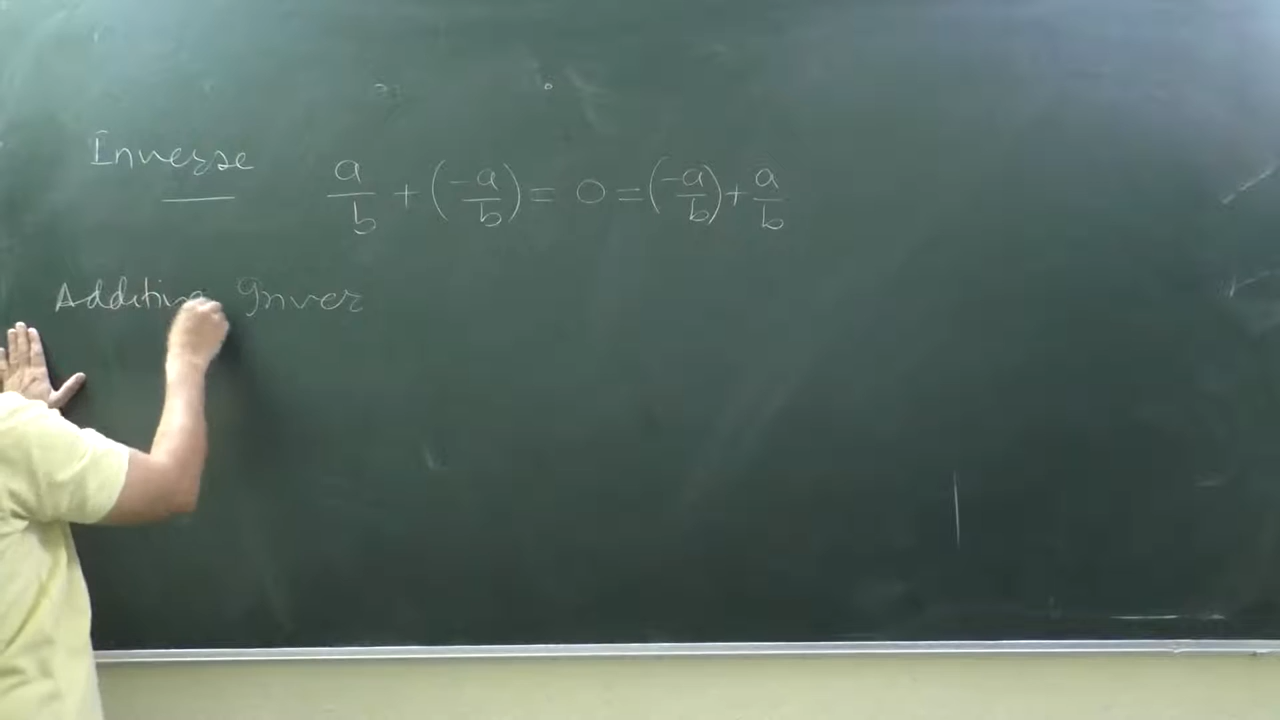 Inverse
a/b + (-a/b) = 0 = (-a/b) + a/b
Additive Inver